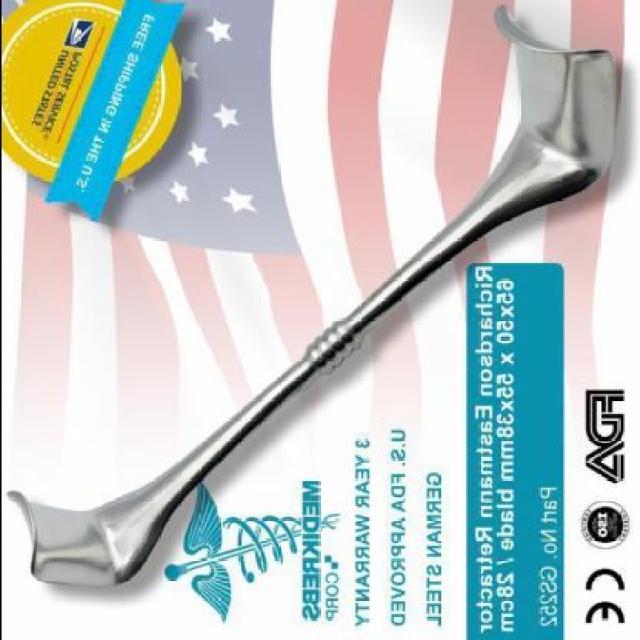 FREE SHIPPING IN THE U.S.
UNITED STATES
POSTAL SERVICE®
Richardson Eastmann Retractor
65x50 x 55x38mm blade / 28cm
Part No. GS2252
FDA
ISO
CE
GERMAN STEEL
U.S. FDA APPROVED
3 YEAR WARRANTY
MEDIKREBS
CORP